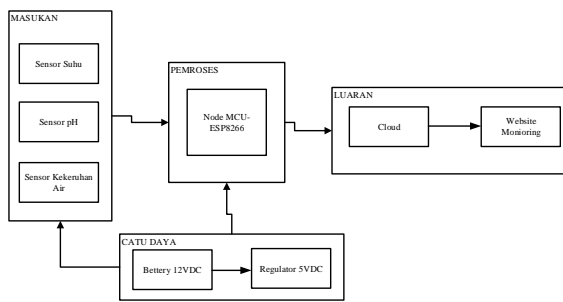 MASUKAN
Sensor Suhu
Sensor pH
Sensor Kekeruhan
Air
PEMROSES
Node MCU-
ESP8266
LUARAN
Cloud
Website
Monioring
CATU DAYA
Bettery 12VDC
Regulator 5VDC